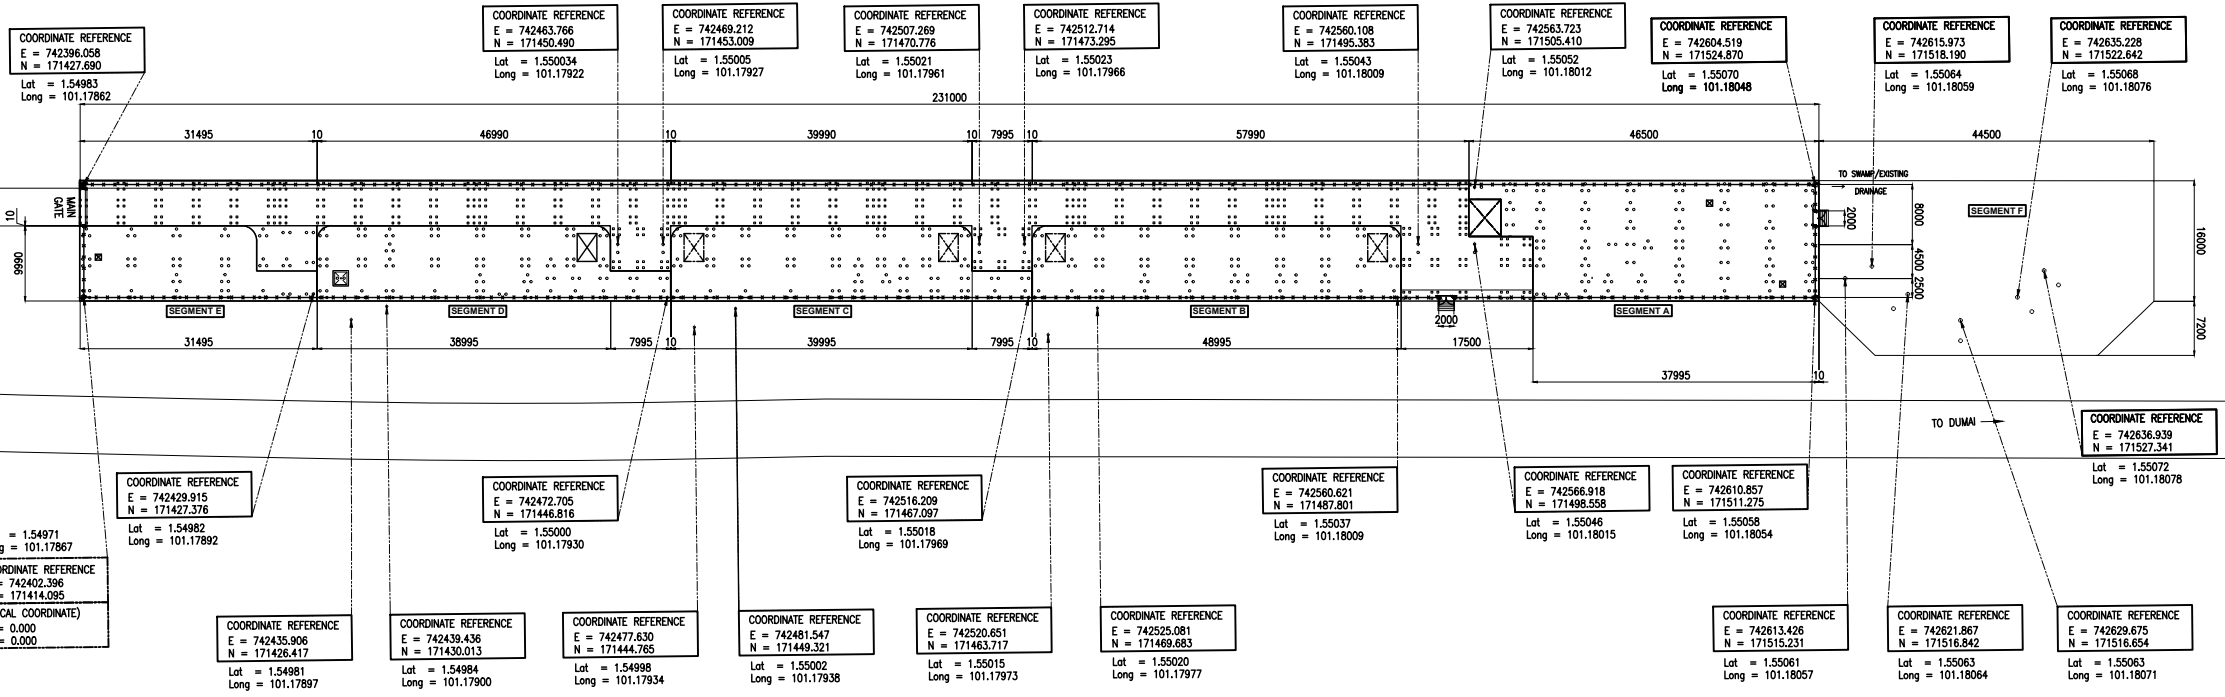 COORDINATE REFERENCE
E = 742396.058
N = 171427.690
Lat = 1.54983
Long = 101.17862
COORDINATE REFERENCE
E = 742463.766
N = 171450.490
Lat = 1.550034
Long = 101.17922
COORDINATE REFERENCE
E = 742469.212
N = 171453.009
Lat = 1.55005
Long = 101.17927
COORDINATE REFERENCE
E = 742507.269
N = 171470.776
Lat = 1.55021
Long = 101.17961
COORDINATE REFERENCE
E = 742512.714
N = 171473.295
Lat = 1.55023
Long = 101.17966
COORDINATE REFERENCE
E = 742560.108
N = 171495.383
Lat = 1.55043
Long = 101.18009
COORDINATE REFERENCE
E = 742563.723
N = 171505.410
Lat = 1.55052
Long = 101.18012
COORDINATE REFERENCE
E = 742604.519
N = 171524.870
Lat = 1.55070
Long = 101.18048
COORDINATE REFERENCE
E = 742615.973
N = 171518.190
Lat = 1.55064
Long = 101.18059
COORDINATE REFERENCE
E = 742635.228
N = 171522.642
Lat = 1.55068
Long = 101.18076
231000
31495 10 46990 10 39990 10 7995 10 57990 46500 44500
TO SWAMP/EXISTING
DRAINAGE
MAIN
GATE
10
9990
2000
8000
4500
2500
16000
7200
SEGMENT F
SEGMENT E
SEGMENT D
SEGMENT C
SEGMENT B
SEGMENT A
2000
31495 38995 7995 10 39995 7995 10 48995 17500
37995 10
TO DUMAI
COORDINATE REFERENCE
E = 742636.939
N = 171527.341
Lat = 1.55072
Long = 101.18078
COORDINATE REFERENCE
E = 742429.915
N = 171427.376
Lat = 1.54982
Long = 101.17892
COORDINATE REFERENCE
E = 742472.705
N = 171446.816
Lat = 1.55000
Long = 101.17930
COORDINATE REFERENCE
E = 742516.209
N = 171467.097
Lat = 1.55018
Long = 101.17969
COORDINATE REFERENCE
E = 742560.621
N = 171487.801
Lat = 1.55037
Long = 101.18009
COORDINATE REFERENCE
E = 742566.918
N = 171498.558
Lat = 1.55046
Long = 101.18015
COORDINATE REFERENCE
E = 742610.857
N = 171511.275
Lat = 1.55058
Long = 101.18054
= 1.54971
g = 101.17867
ORDINATE REFERENCE
= 742402.396
= 171414.095
CAL COORDINATE)
= 0.000
= 0.000
COORDINATE REFERENCE
E = 742435.906
N = 171426.417
Lat = 1.54981
Long = 101.17897
COORDINATE REFERENCE
E = 742439.436
N = 171430.013
Lat = 1.54984
Long = 101.17900
COORDINATE REFERENCE
E = 742477.630
N = 171444.765
Lat = 1.54998
Long = 101.17934
COORDINATE REFERENCE
E = 742481.547
N = 171449.321
Lat = 1.55002
Long = 101.17938
COORDINATE REFERENCE
E = 742520.651
N = 171463.717
Lat = 1.55015
Long = 101.17973
COORDINATE REFERENCE
E = 742525.081
N = 171469.683
Lat = 1.55020
Long = 101.17977
COORDINATE REFERENCE
E = 742613.426
N = 171515.231
Lat = 1.55061
Long = 101.18057
COORDINATE REFERENCE
E = 742621.867
N = 171516.842
Lat = 1.55063
Long = 101.18064
COORDINATE REFERENCE
E = 742629.675
N = 171516.654
Lat = 1.55063
Long = 101.18071